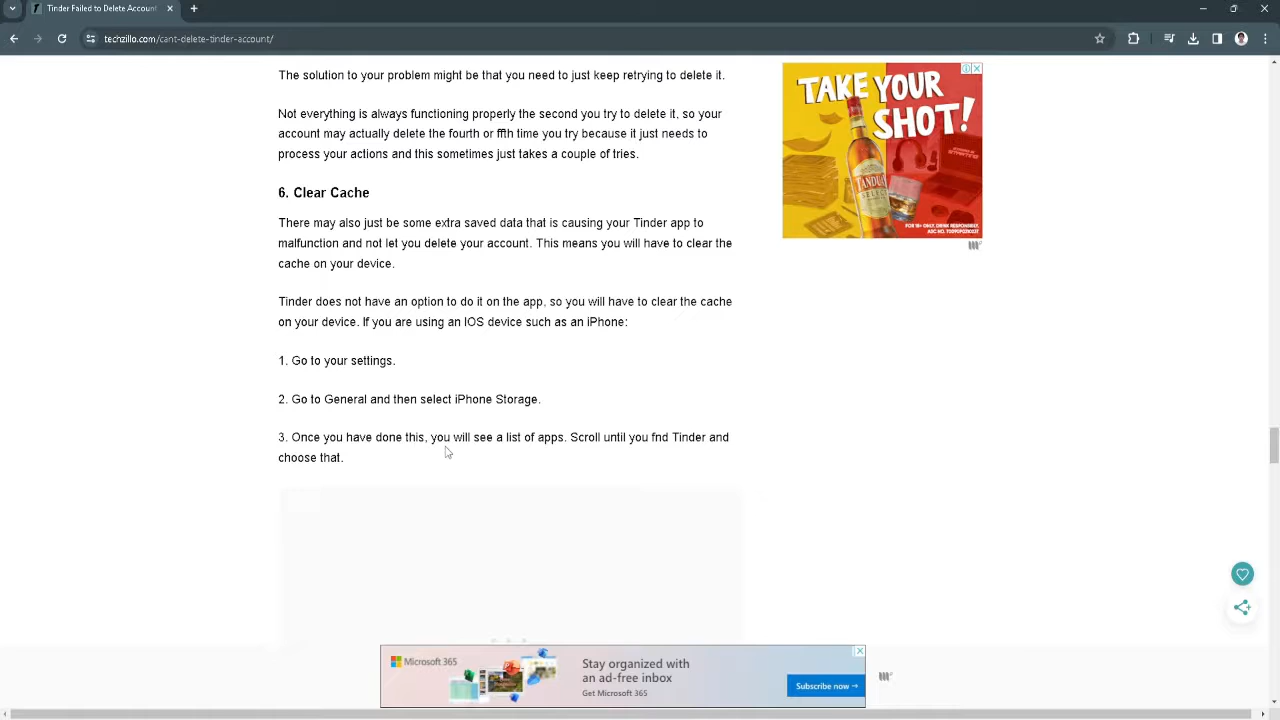 Tinder Failed to Delete Account
techzillo.com/cant-delete-tinder-account/
The solution to your problem might be that you need to just keep retrying to delete it.
Not everything is always functioning properly the second you try to delete it, so your
account may actually delete the fourth or ffth time you try because it just needs to
process your actions and this sometimes just takes a couple of tries.
6. Clear Cache
There may also just be some extra saved data that is causing your Tinder app to
malfunction and not let you delete your account. This means you will have to clear the
cache on your device.
Tinder does not have an option to do it on the app, so you will have to clear the cache
on your device. If you are using an IOS device such as an iPhone:
1. Go to your settings.
2. Go to General and then select iPhone Storage.
3. Once you have done this, you will see a list of apps. Scroll until you fnd Tinder and
choose that.
TAKE YOUR
SHOT!
TANDUAY
SELECT
FOR 18+ ONLY. DRINK RESPONSIBLY.
Microsoft 365
Stay organized with
an ad-free inbox
Get Microsoft 365
Subscribe now →